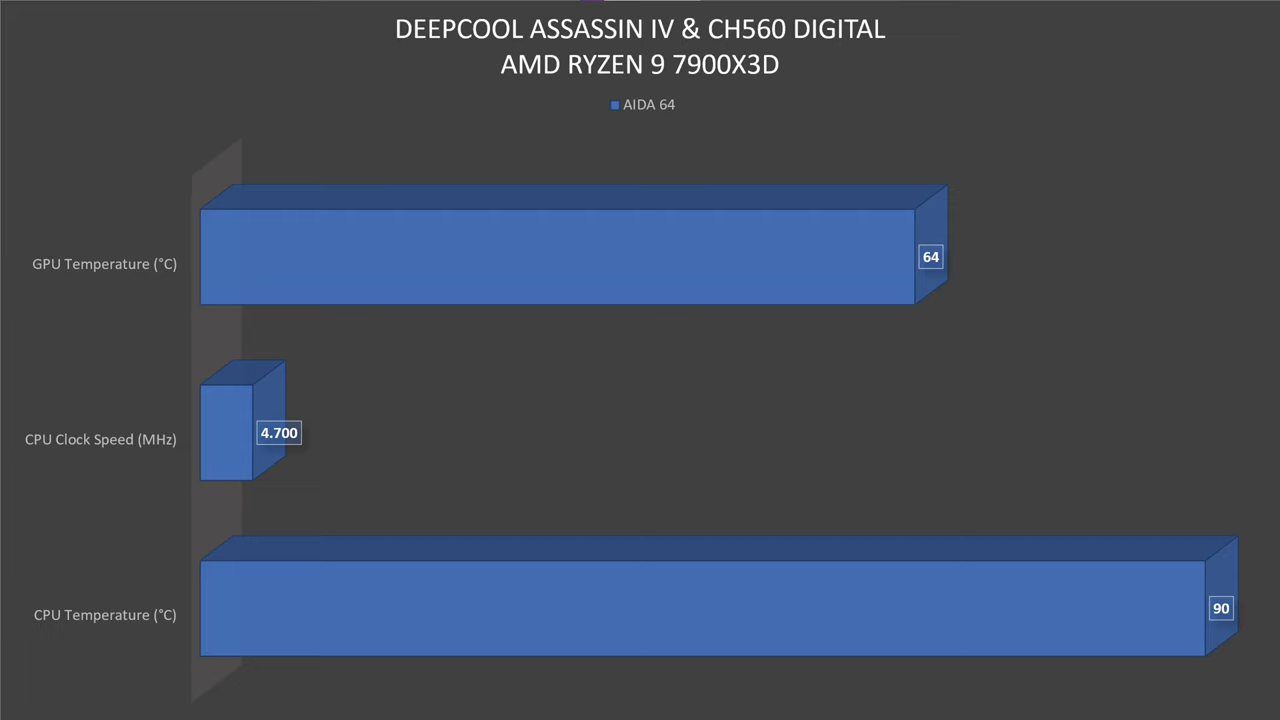 DEEPCOOL ASSASSIN IV & CH560 DIGITAL
AMD RYZEN 9 7900X3D
AIDA 64
GPU Temperature (°C)
64
CPU Clock Speed (MHz)
4.700
CPU Temperature (°C)
90